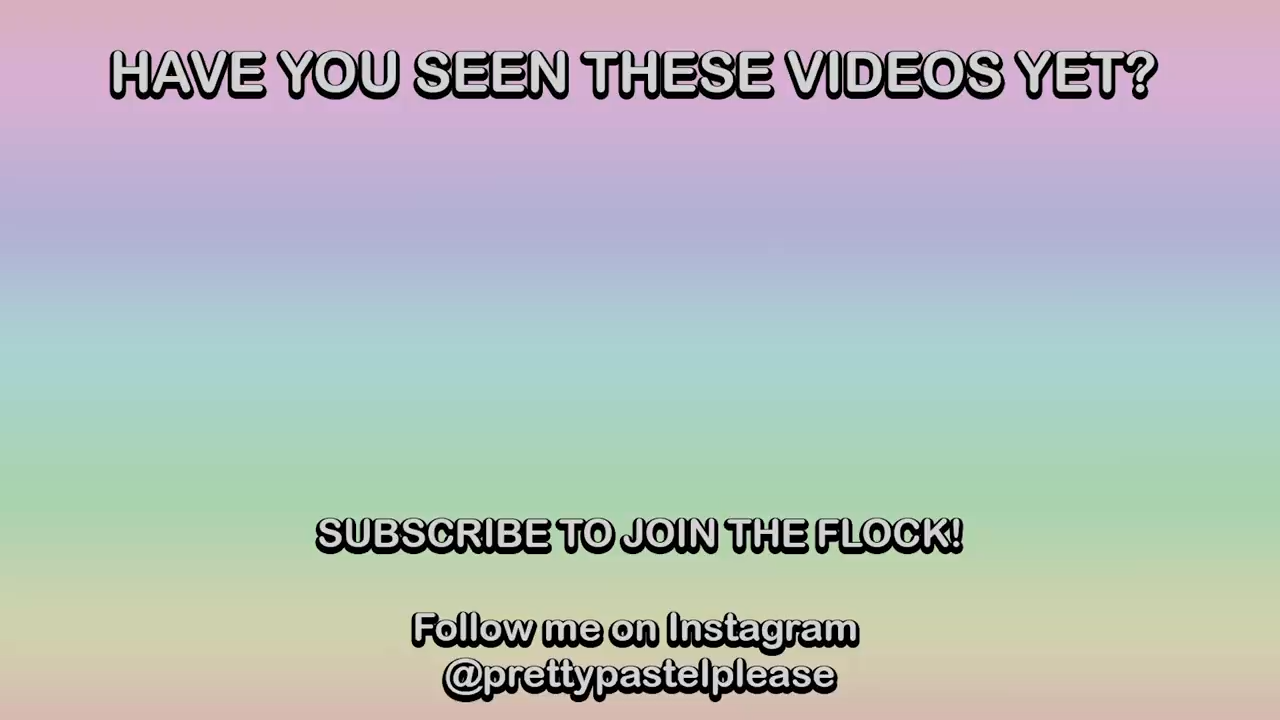 HAVE YOU SEEN THESE VIDEOS YET?
SUBSCRIBE TO JOIN THE FLOCK!
Follow me on Instagram
@prettypastelplease